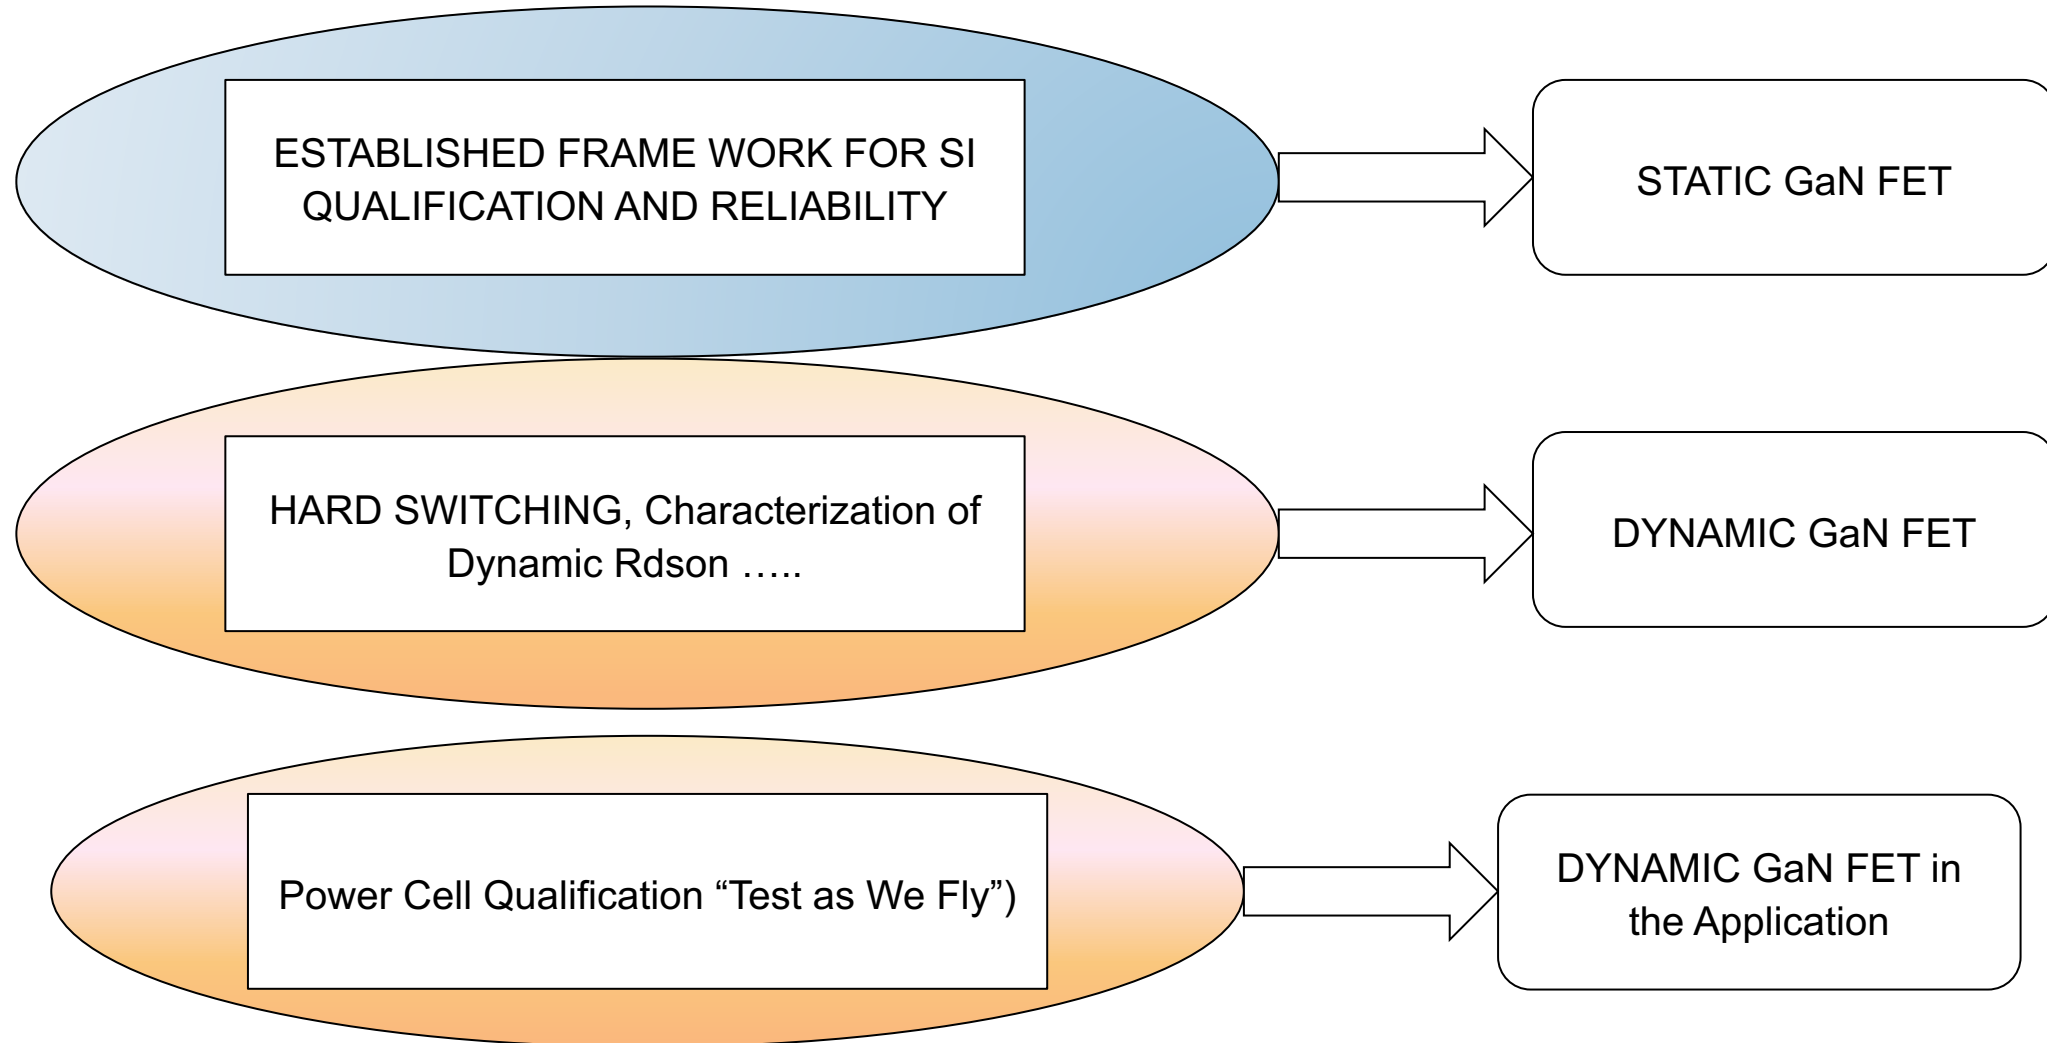 ESTABLISHED FRAME WORK FOR SI
QUALIFICATION AND RELIABILITY
STATIC GaN FET
HARD SWITCHING, Characterization of
Dynamic Rdson …..
DYNAMIC GaN FET
Power Cell Qualification “Test as We Fly”)
DYNAMIC GaN FET in
the Application